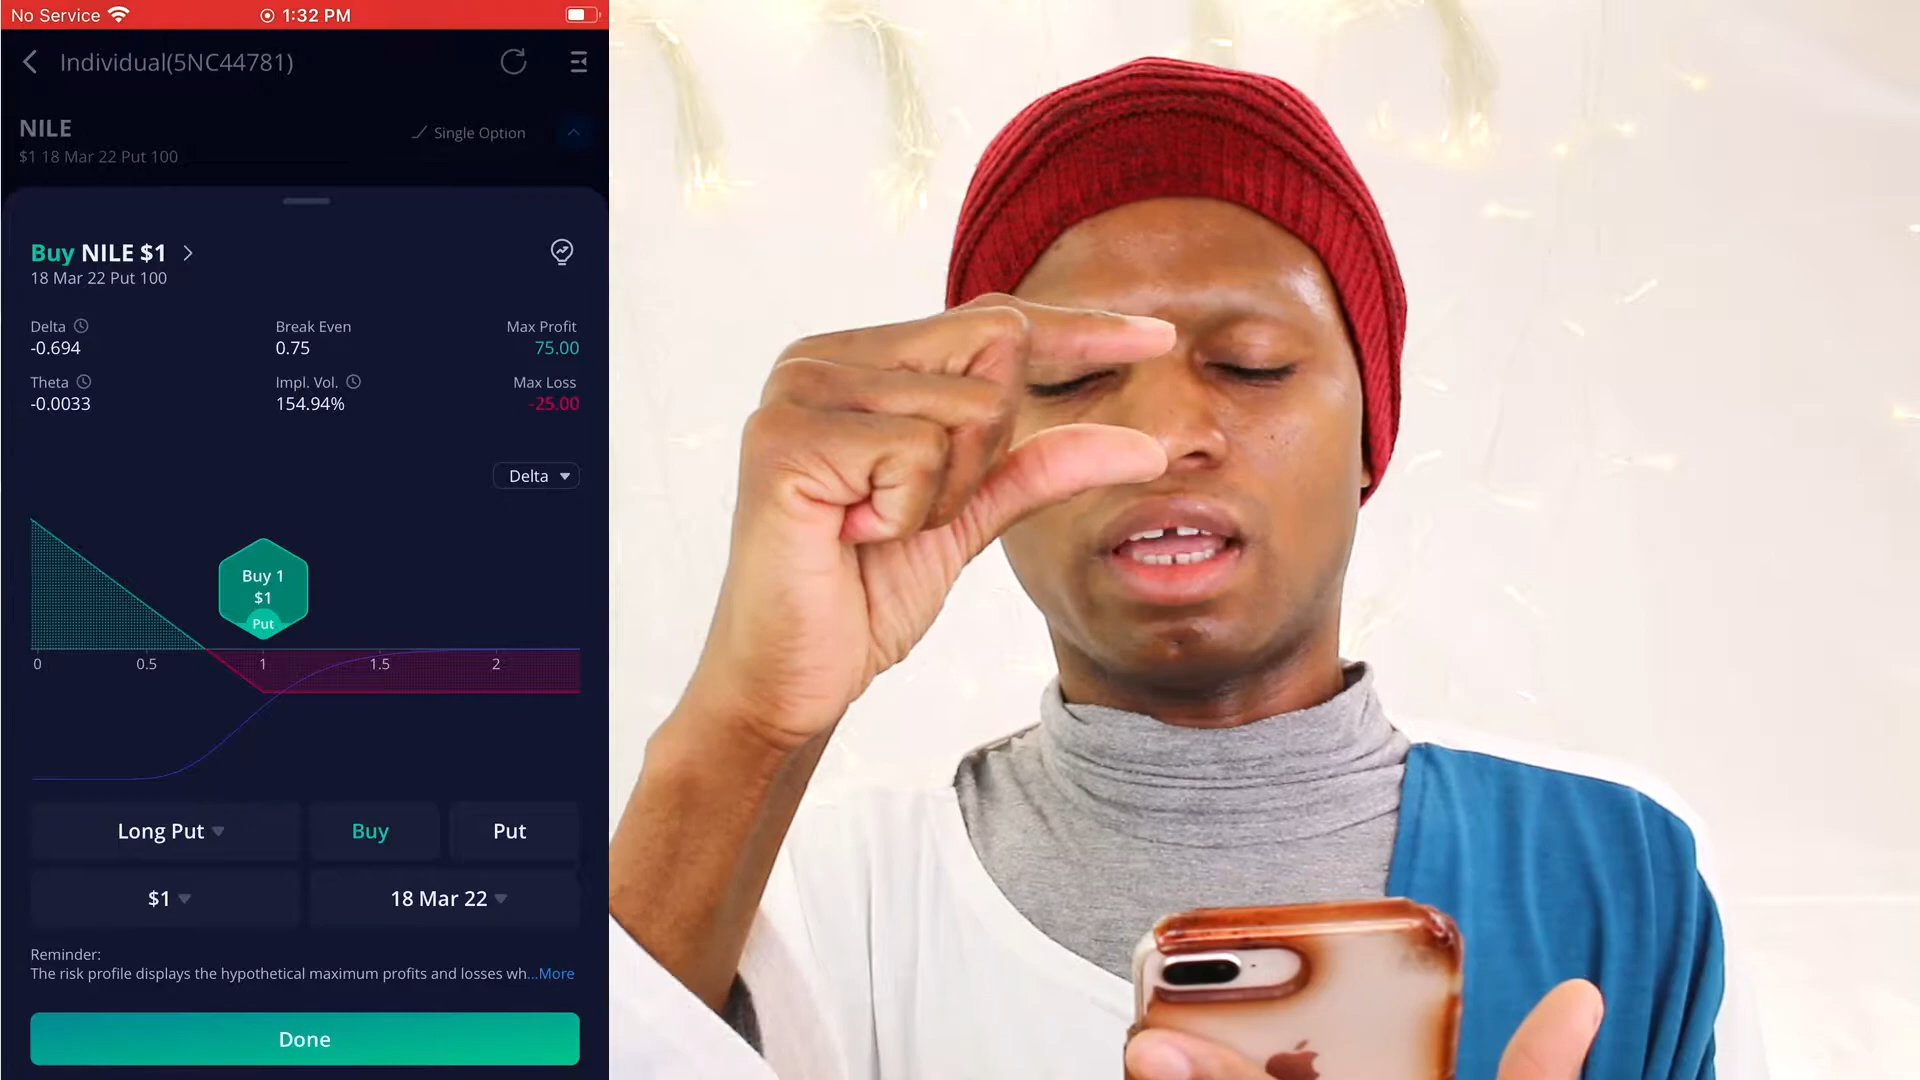 No Service 1:32 PM
Individual(5NC44781)
NILE
Single Option
$1 18 Mar 22 Put 100
Buy NILE $1
18 Mar 22 Put 100
Delta Break Even Max Profit
-0.694 0.75 75.00
Theta Impl. Vol. Max Loss
-0.0033 154.94% -25.00
Delta
Buy 1
$1
Put
0 0.5 1 1.5 2
Long Put Buy Put
$1 18 Mar 22
Reminder:
The risk profile displays the hypothetical maximum profits and losses wh...More
Done